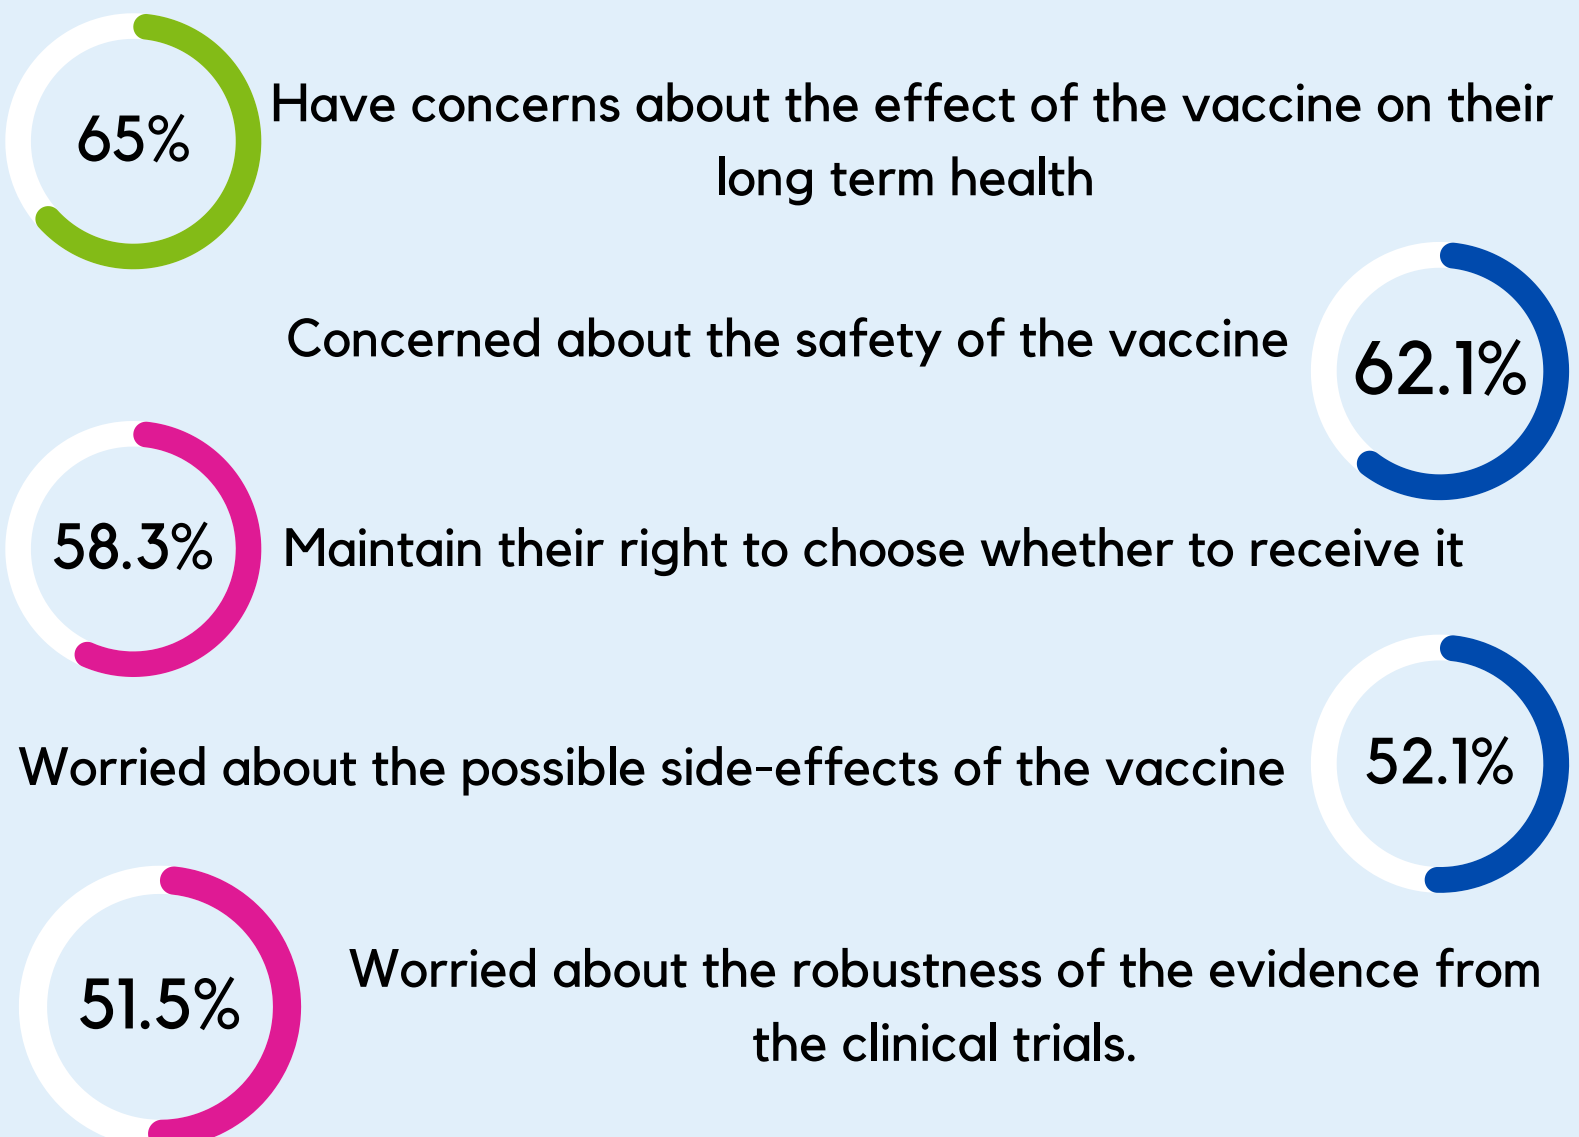 65%
Have concerns about the effect of the vaccine on their
long term health
Concerned about the safety of the vaccine
62.1%
58.3%
Maintain their right to choose whether to receive it
Worried about the possible side-effects of the vaccine
52.1%
51.5%
Worried about the robustness of the evidence from
the clinical trials.